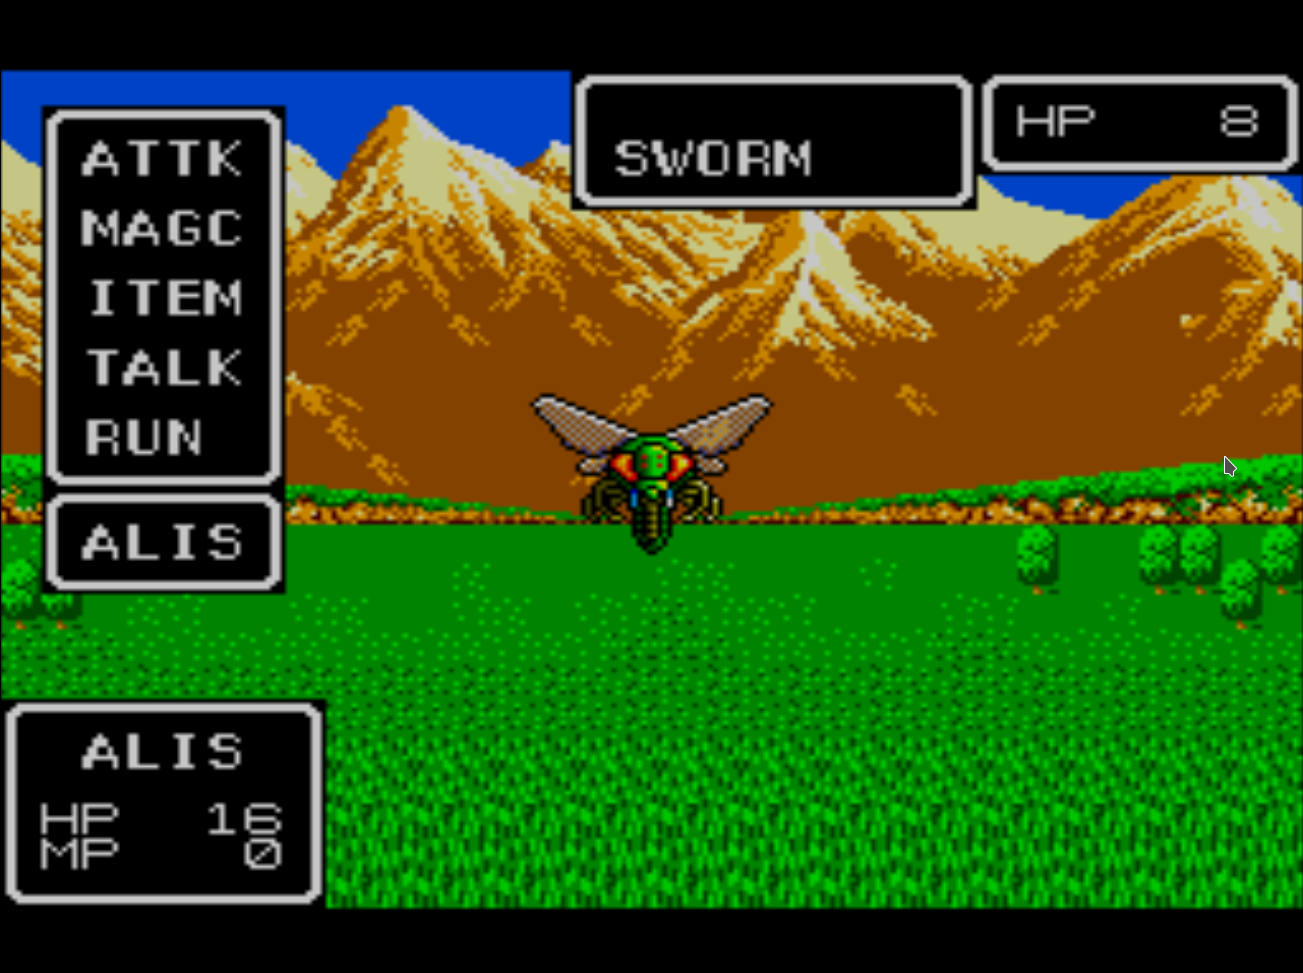 ATTK
MAGC
ITEM
TALK
RUN
ALIS
SWORM
HP 8
ALIS
HP 16
MP 0